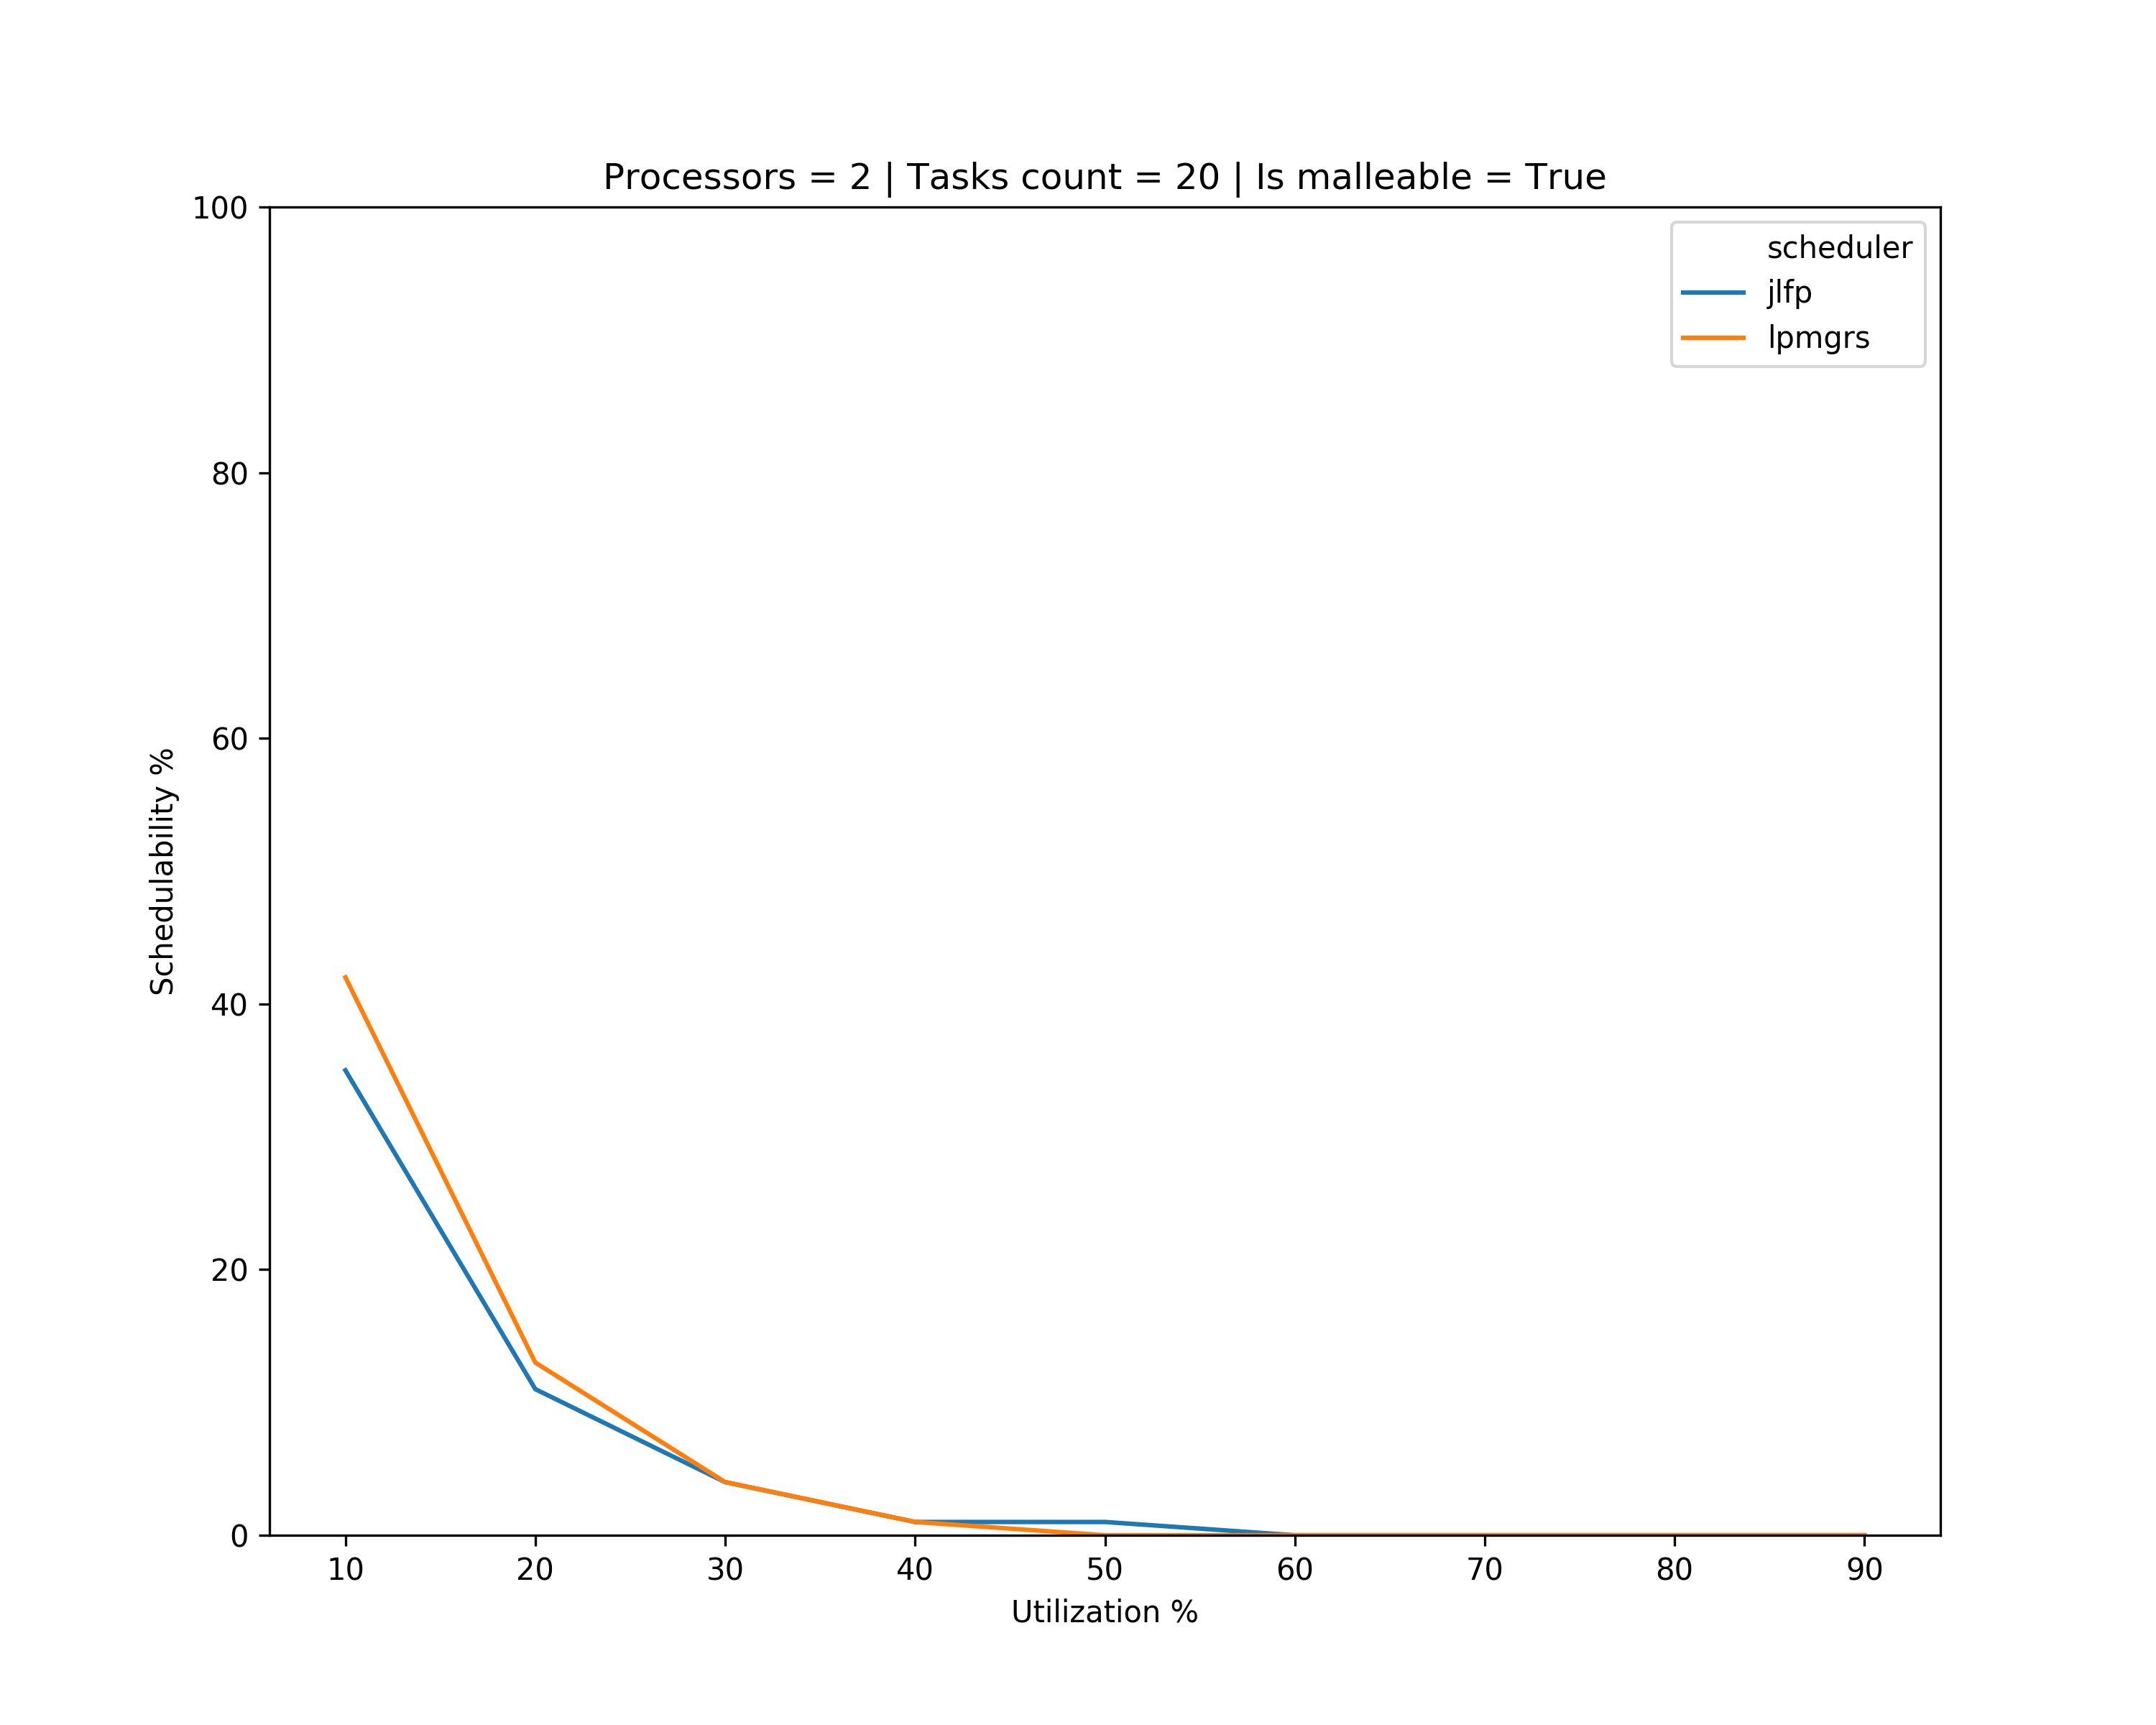 Processors = 2 | Tasks count = 20 | Is malleable = True
scheduler
jlfp
lpmgrs
Schedulability %
100
80
60
40
20
0
10 20 30 40 50 60 70 80 90
Utilization %